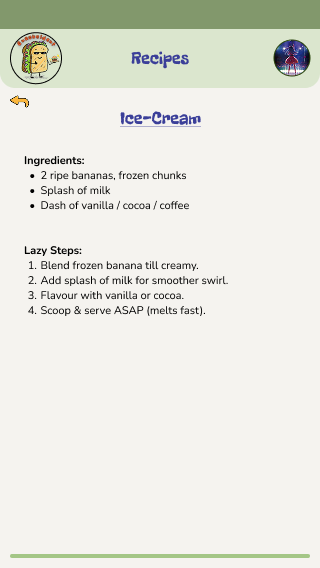 Recipes
Ice-Cream
Ingredients:
• 2 ripe bananas, frozen chunks
• Splash of milk
• Dash of vanilla / cocoa / coffee
Lazy Steps:
1. Blend frozen banana till creamy.
2. Add splash of milk for smoother swirl.
3. Flavour with vanilla or cocoa.
4. Scoop & serve ASAP (melts fast).